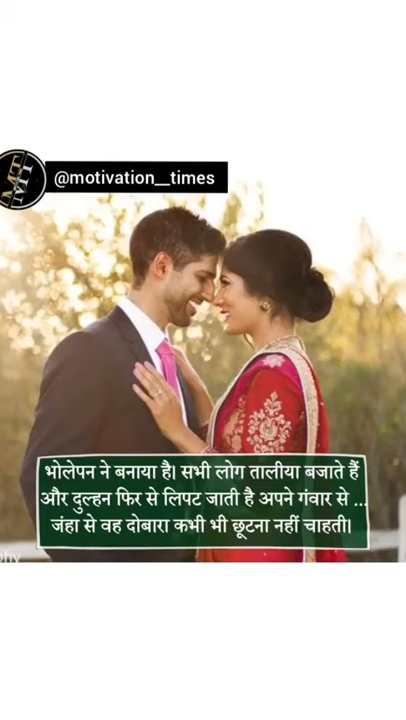 @motivation__times
भोलेपन ने बनाया है। सभी लोग तालीया बजाते हैं
और दुल्हन फिर से लिपट जाती है अपने गंवार से ...
जंहा से वह दोबारा कभी भी छूटना नहीं चाहती।